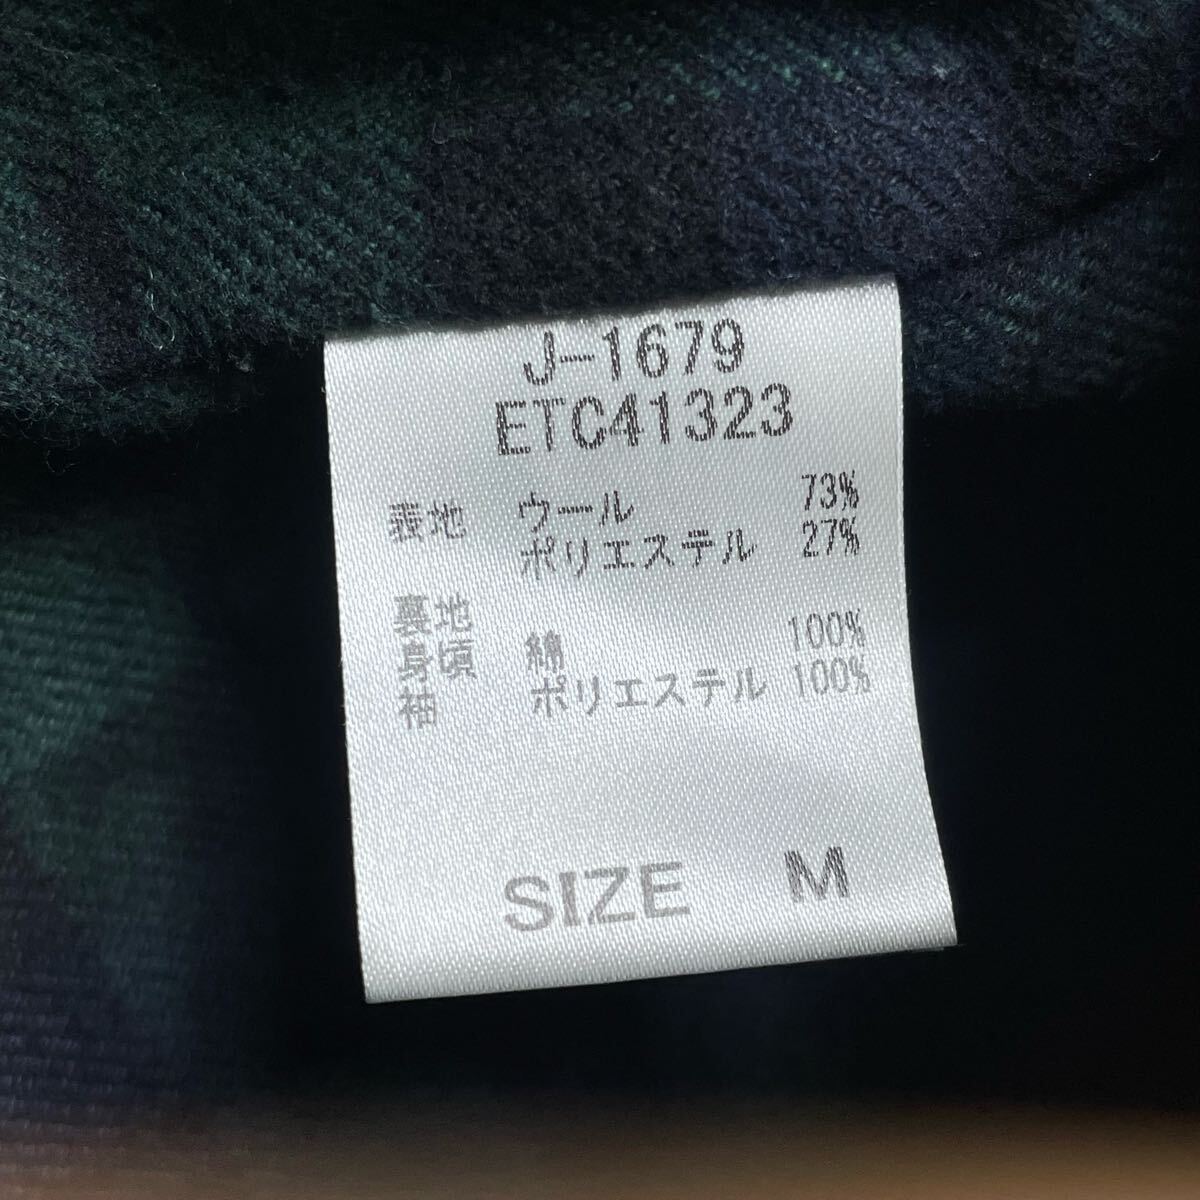 J-1679
ETC41323
表地 ウール 73%
ポリエステル 27%
裏地
身頃 綿 100%
袖 ポリエステル 100%
SIZE M